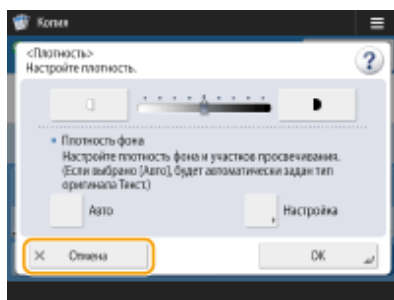 Копия
<Плотность>
Настройте плотность.
?
• Плотность фона
Настройте плотность фона и участков просвечивания.
(Если выбрано [Авто], будет автоматически задан тип
оригинала Текст.)
Авто
Настройка
× Отмена
OK